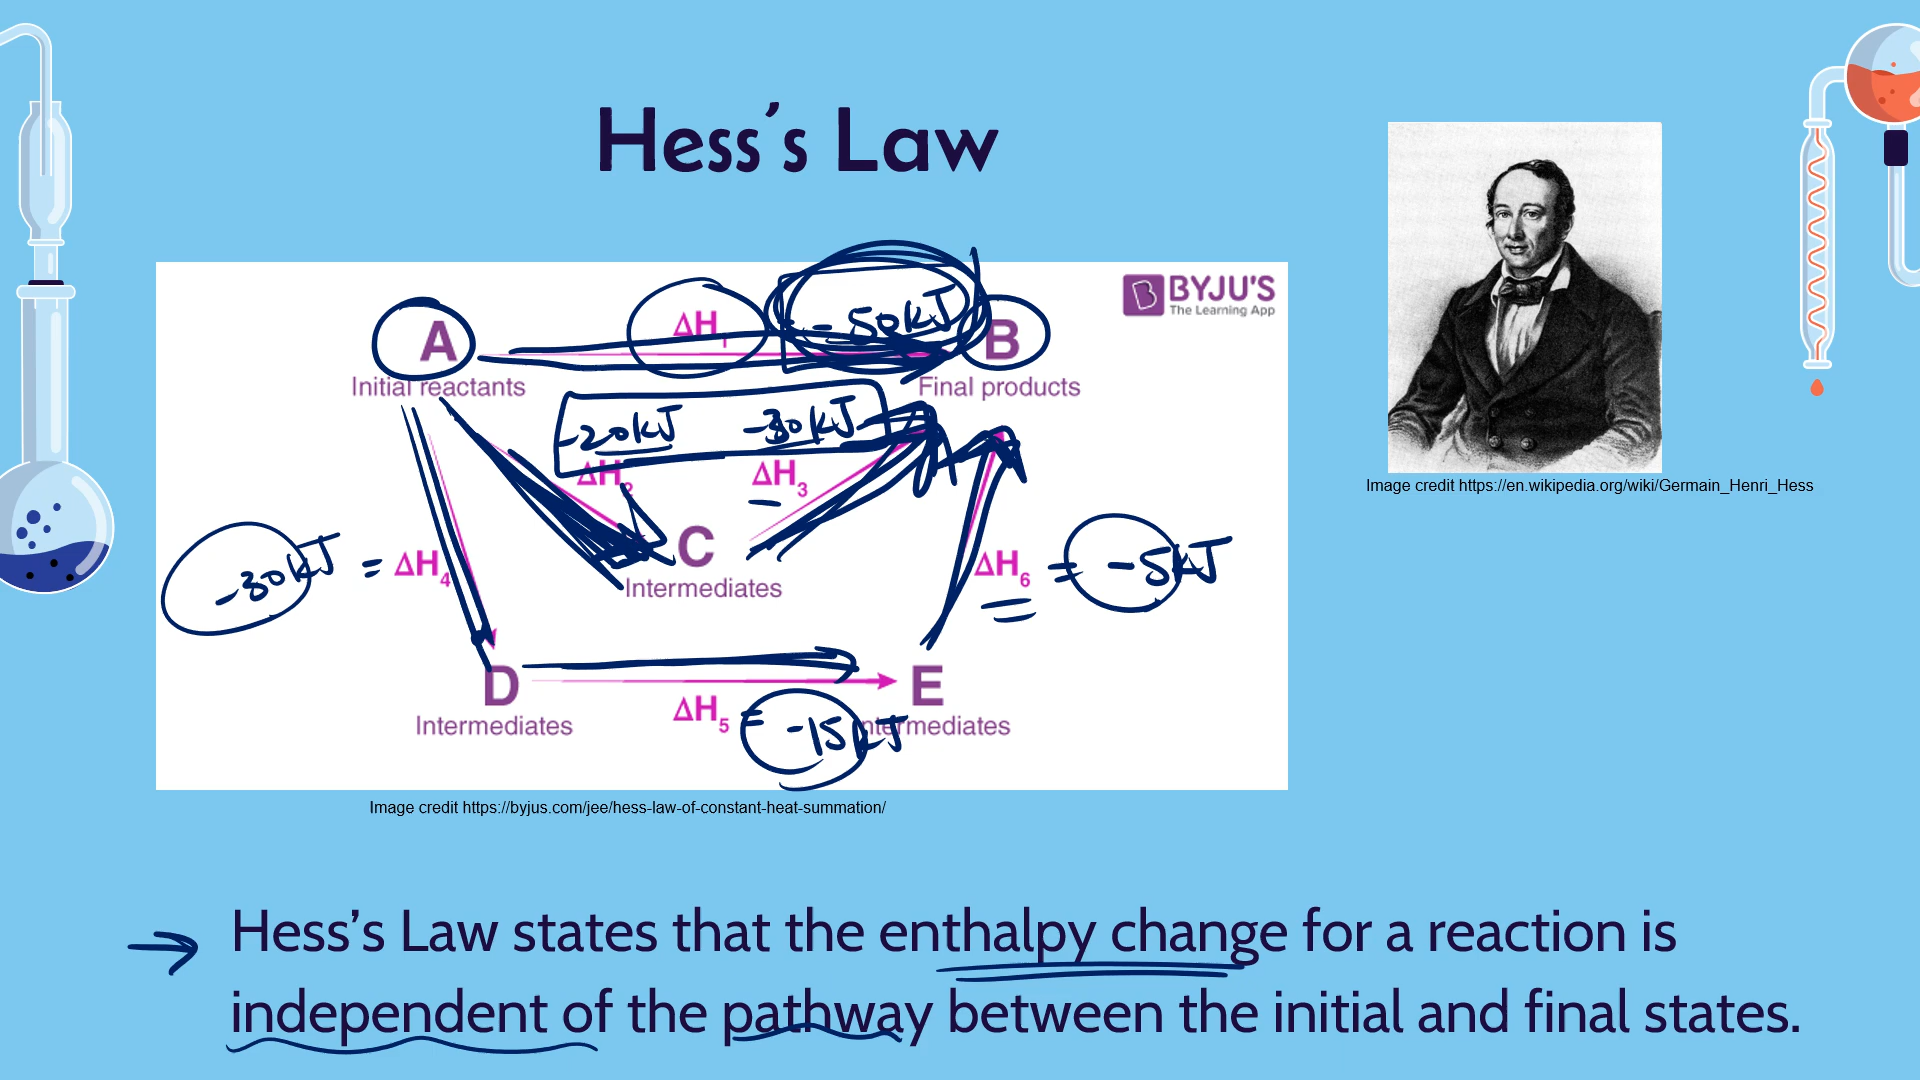 Hess's Law
BYJU'S
The Learning App
A
Initial reactants
ΔH1
-50kJ
B
Final products
-20kJ
-30kJ
ΔH2
ΔH3
C
Intermediates
-30kJ = ΔH4
ΔH6 = -5kJ
D
Intermediates
ΔH5 = -15kJ
E
Intermediates
Image credit https://en.wikipedia.org/wiki/Germain_Henri_Hess
Image credit https://byjus.com/jee/hess-law-of-constant-heat-summation/
Hess's Law states that the enthalpy change for a reaction is
independent of the pathway between the initial and final states.